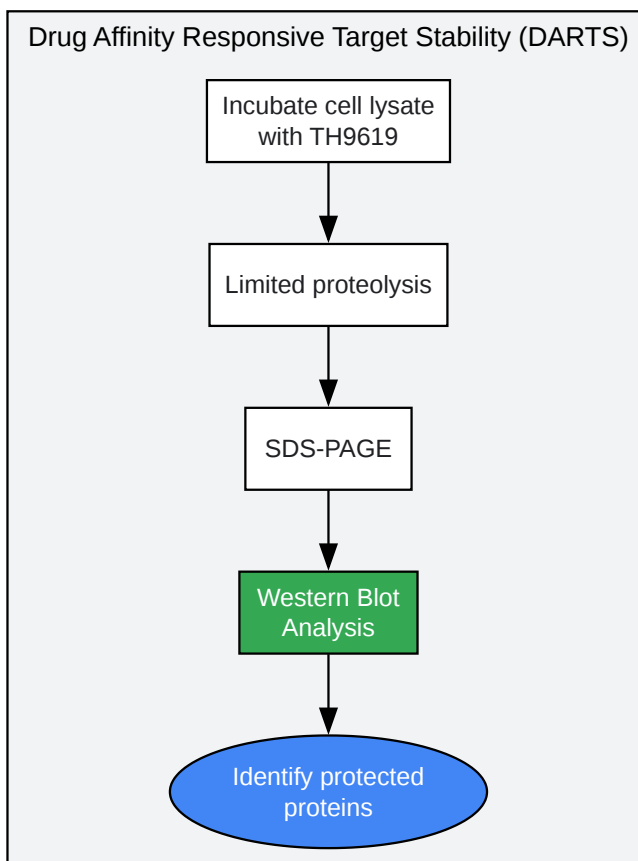 Drug Affinity Responsive Target Stability (DARTS)
Incubate cell lysate
with TH9619
Limited proteolysis
SDS-PAGE
Western Blot
Analysis
Identify protected
proteins